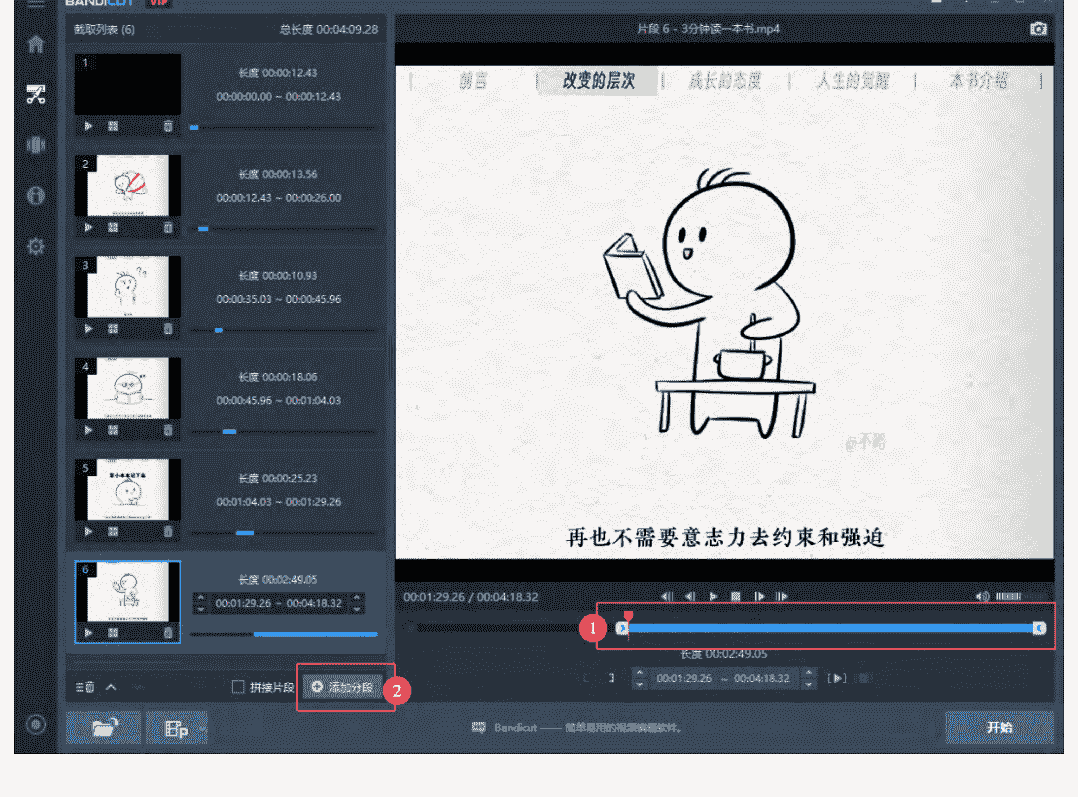 BANDICUT VIP
截取列表 (6)
总长度 00:04:09.28
片段 6 - 3分钟读一本书.mp4
1
长度 00:00:12.43
00:00:00.00 ~ 00:00:12.43
2
长度 00:00:13.56
00:00:12.43 ~ 00:00:26.00
3
长度 00:00:10.93
00:00:35.03 ~ 00:00:45.96
4
长度 00:00:18.06
00:00:45.96 ~ 00:01:04.03
5
长度 00:00:25.23
00:01:04.03 ~ 00:01:29.26
6
长度 00:02:49.05
00:01:29.26 ~ 00:04:18.32
拼接片段
添加分段
2
前言
改变的层次
成长的态度
人生的觉醒
本书介绍
再也不需要意志力去约束和强迫
00:01:29.26 / 00:04:18.32
1
长度 00:02:49.05
00:01:29.26 ~ 00:04:18.32
Bandicut —— 简单易用的视频编辑软件。
开始